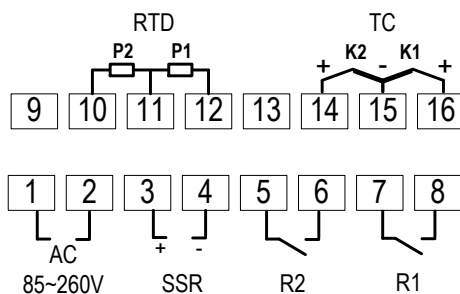 RTD TC
P2 P1 K2 K1
+ - +
9 10 11 12 13 14 15 16
1 2 3 4 5 6 7 8
AC + -
85~260V SSR R2 R1